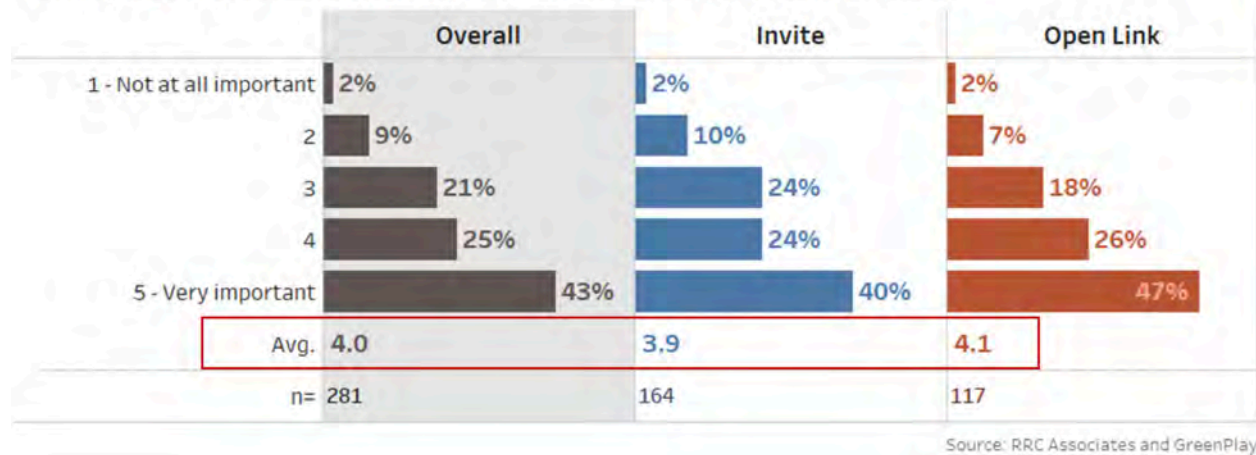 Overall Invite Open Link
1 - Not at all important 2% 2% 2%
2 9% 10% 7%
3 21% 24% 18%
4 25% 24% 26%
5 - Very important 43% 40% 47%
Avg. 4.0 3.9 4.1
n= 281 164 117
Source: RRC Associates and GreenPlay